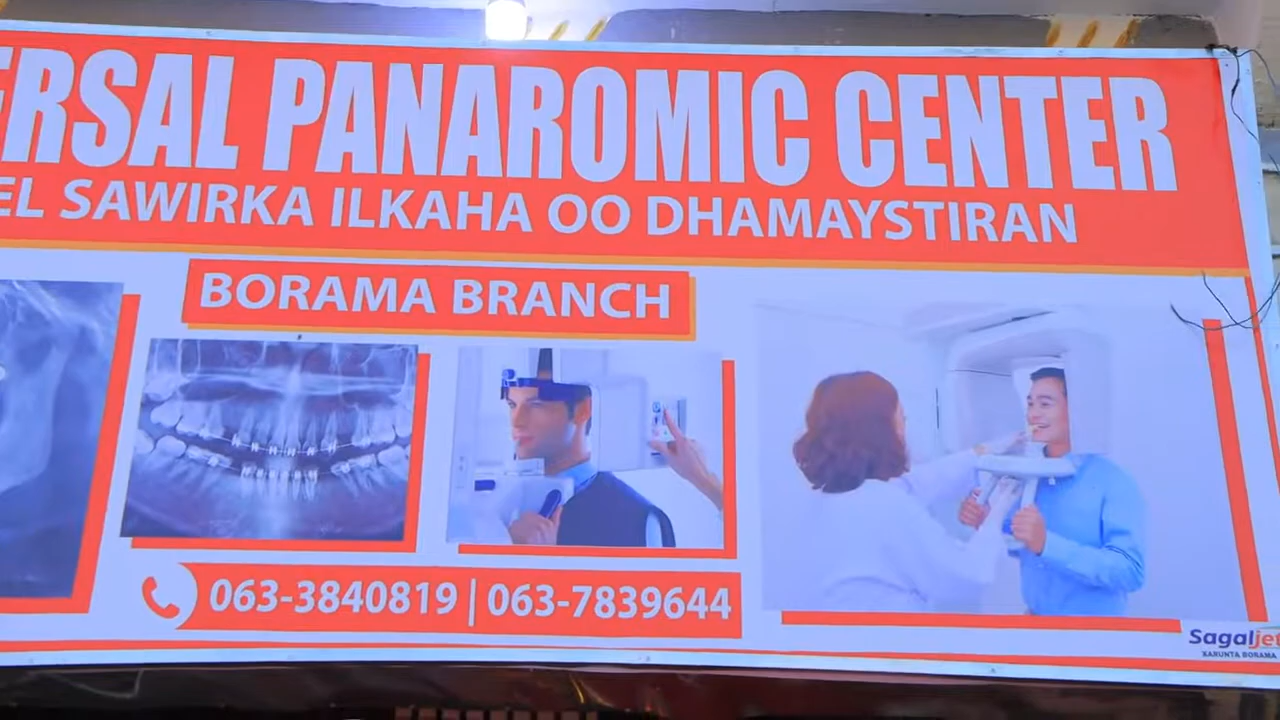 ERSAL PANAROMIC CENTER
EL SAWIRKA ILKAHA OO DHAMAYSTIRAN
BORAMA BRANCH
063-3840819 | 063-7839644
Sagaljet
XARUNTA BORAMA